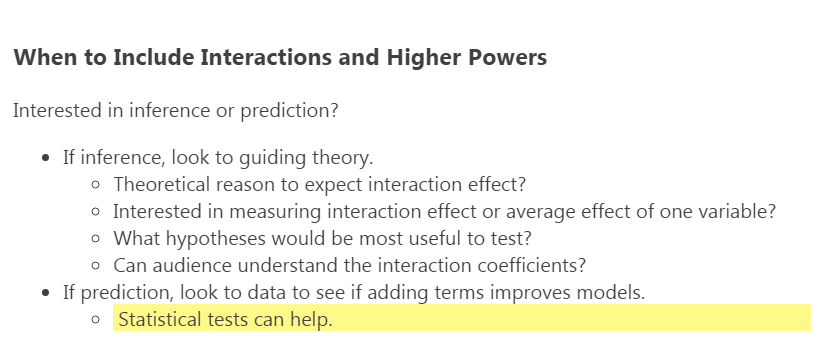 When to Include Interactions and Higher Powers
Interested in inference or prediction?
• If inference, look to guiding theory.
◦ Theoretical reason to expect interaction effect?
◦ Interested in measuring interaction effect or average effect of one variable?
◦ What hypotheses would be most useful to test?
◦ Can audience understand the interaction coefficients?
• If prediction, look to data to see if adding terms improves models.
◦ Statistical tests can help.